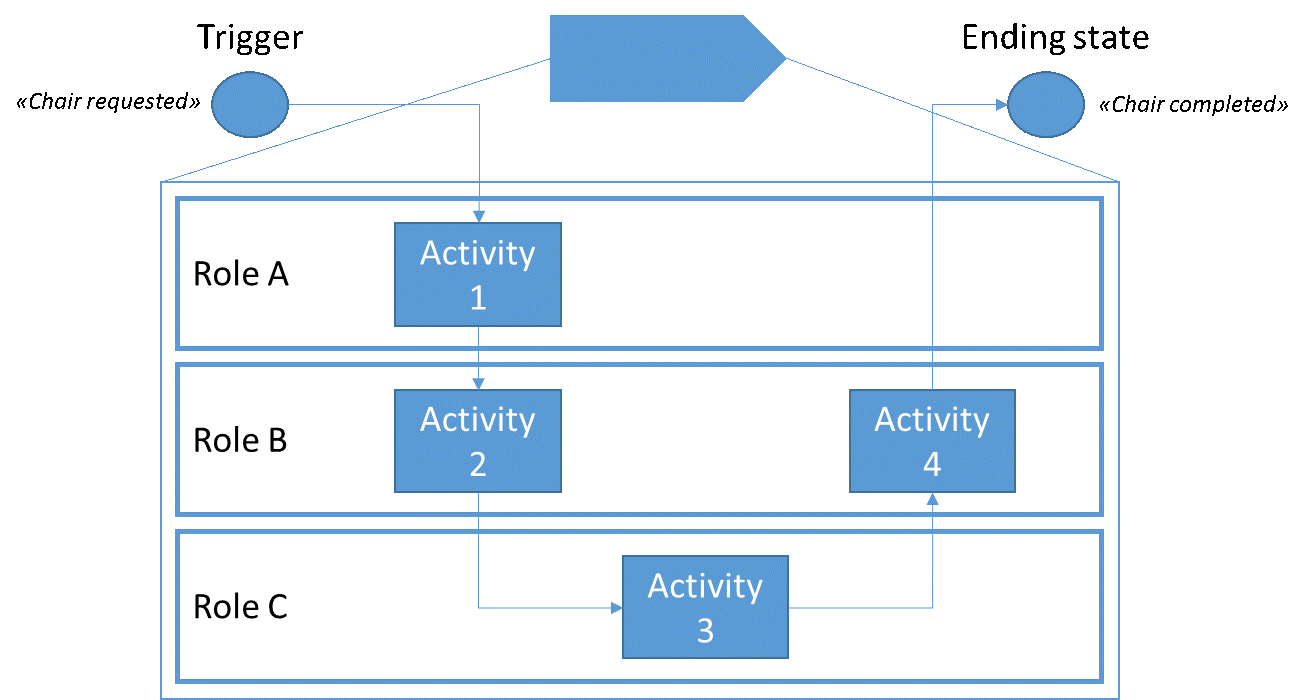 Trigger
Ending state
«Chair requested»
«Chair completed»
Role A
Activity
1
Role B
Activity
2
Activity
4
Role C
Activity
3